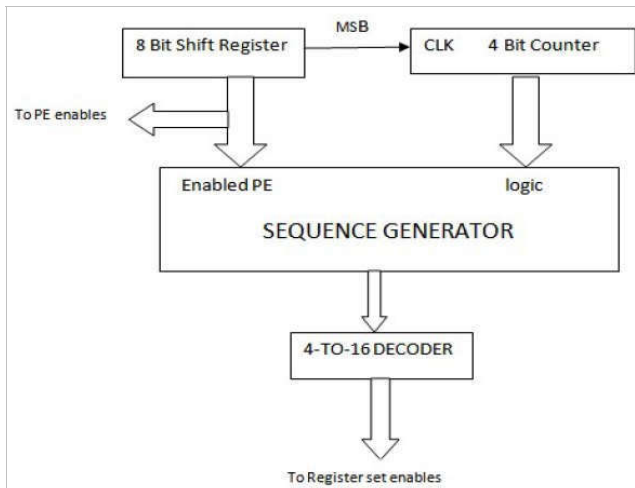 MSB
8 Bit Shift Register
CLK 4 Bit Counter
To PE enables
Enabled PE logic
SEQUENCE GENERATOR
4-TO-16 DECODER
To Register set enables